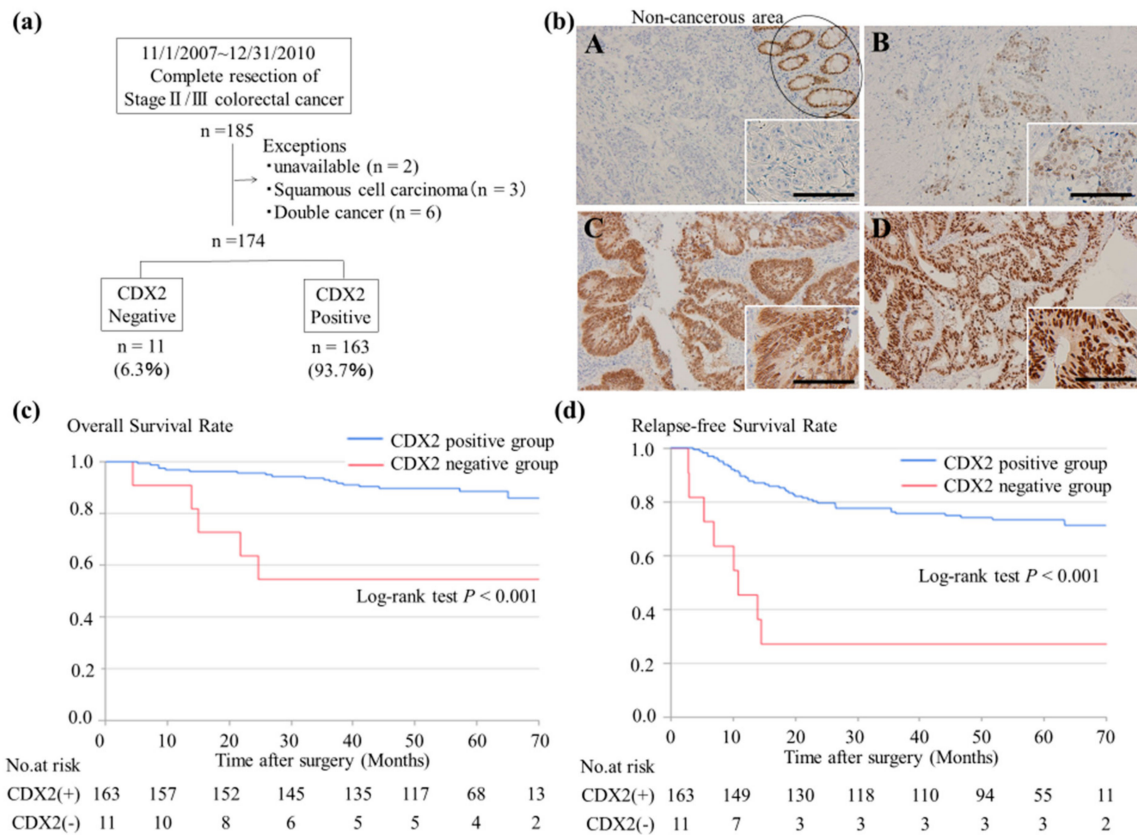 (a)
11/1/2007~12/31/2010
Complete resection of
StageⅡ/Ⅲ colorectal cancer
n =185
Exceptions
・unavailable (n = 2)
・Squamous cell carcinoma(n = 3)
・Double cancer (n = 6)
n =174
CDX2
Negative
CDX2
Positive
n = 11
(6.3%)
n = 163
(93.7%)
(b)
Non-cancerous area
A
B
C
D
(c)
Overall Survival Rate
CDX2 positive group
CDX2 negative group
1.0
0.8
0.6
0.4
0.2
0.0
Log-rank test P < 0.001
0 10 20 30 40 50 60 70
Time after surgery (Months)
No.at risk
CDX2(+) 163 157 152 145 135 117 68 13
CDX2(-) 11 10 8 6 5 5 4 2
(d)
Relapse-free Survival Rate
CDX2 positive group
CDX2 negative group
1.0
0.8
0.6
0.4
0.2
0.0
Log-rank test P < 0.001
0 10 20 30 40 50 60 70
Time after surgery (Months)
No.at risk
CDX2(+) 163 149 130 118 110 94 55 11
CDX2(-) 11 7 3 3 3 3 3 2